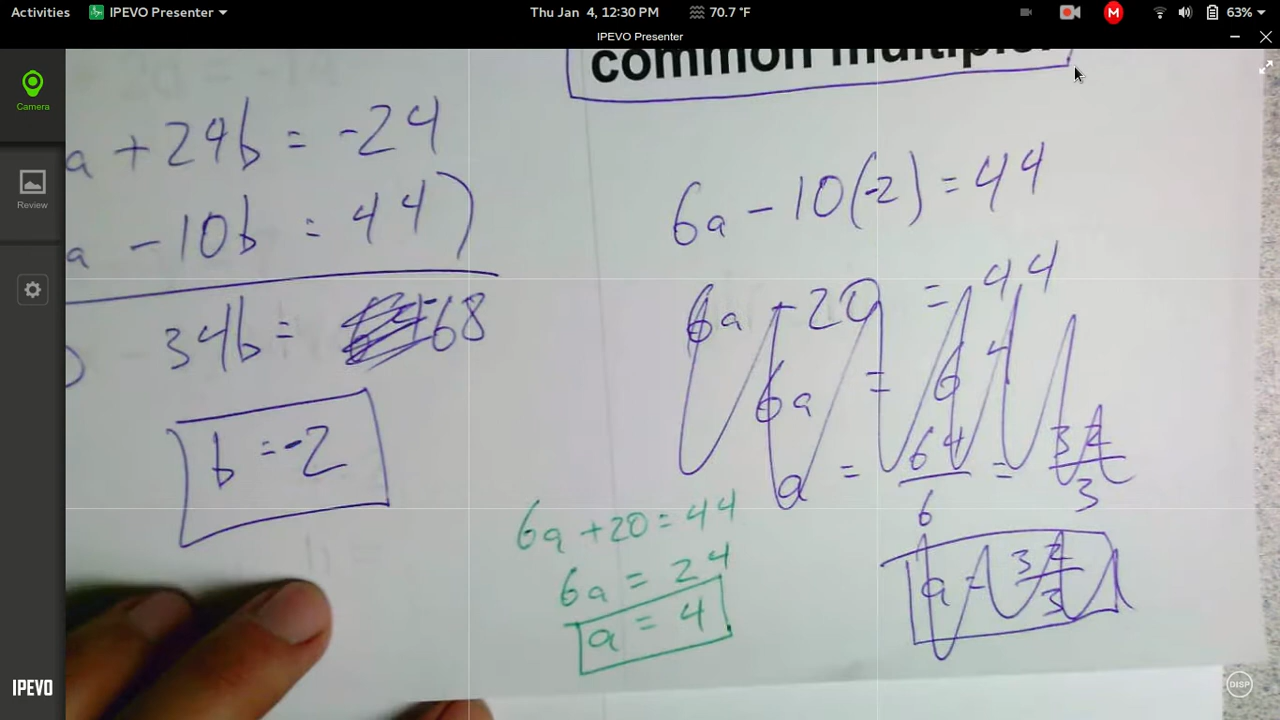 Activities IPEVO Presenter Thu Jan 4, 12:30 PM 70.7 °F M 63%
IPEVO Presenter
Camera
Review
IPEVO
DISP
common multiple.
a + 24b = -24
a - 10b = 44)
34b = 68
b = -2
6a - 10(-2) = 44
6a - 20 = 44
6a = 64
a = 64/6 = 32/3
a = 32/3
6a + 20 = 44
6a = 24
a = 4